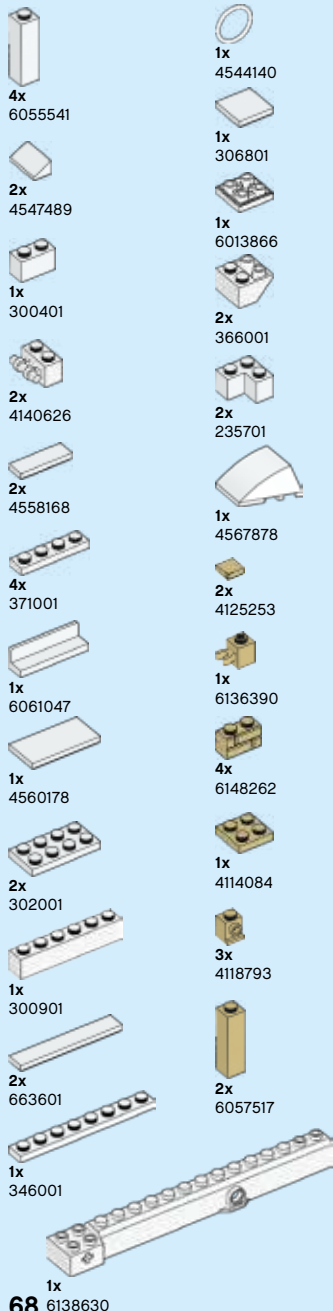 4x
6055541
2x
4547489
1x
300401
2x
4140626
2x
4558168
4x
371001
1x
6061047
1x
4560178
2x
302001
1x
300901
2x
663601
1x
346001
1x
4544140
1x
306801
1x
6013866
2x
366001
2x
235701
1x
4567878
2x
4125253
1x
6136390
4x
6148262
1x
4114084
3x
4118793
2x
6057517
1x
6138630
68